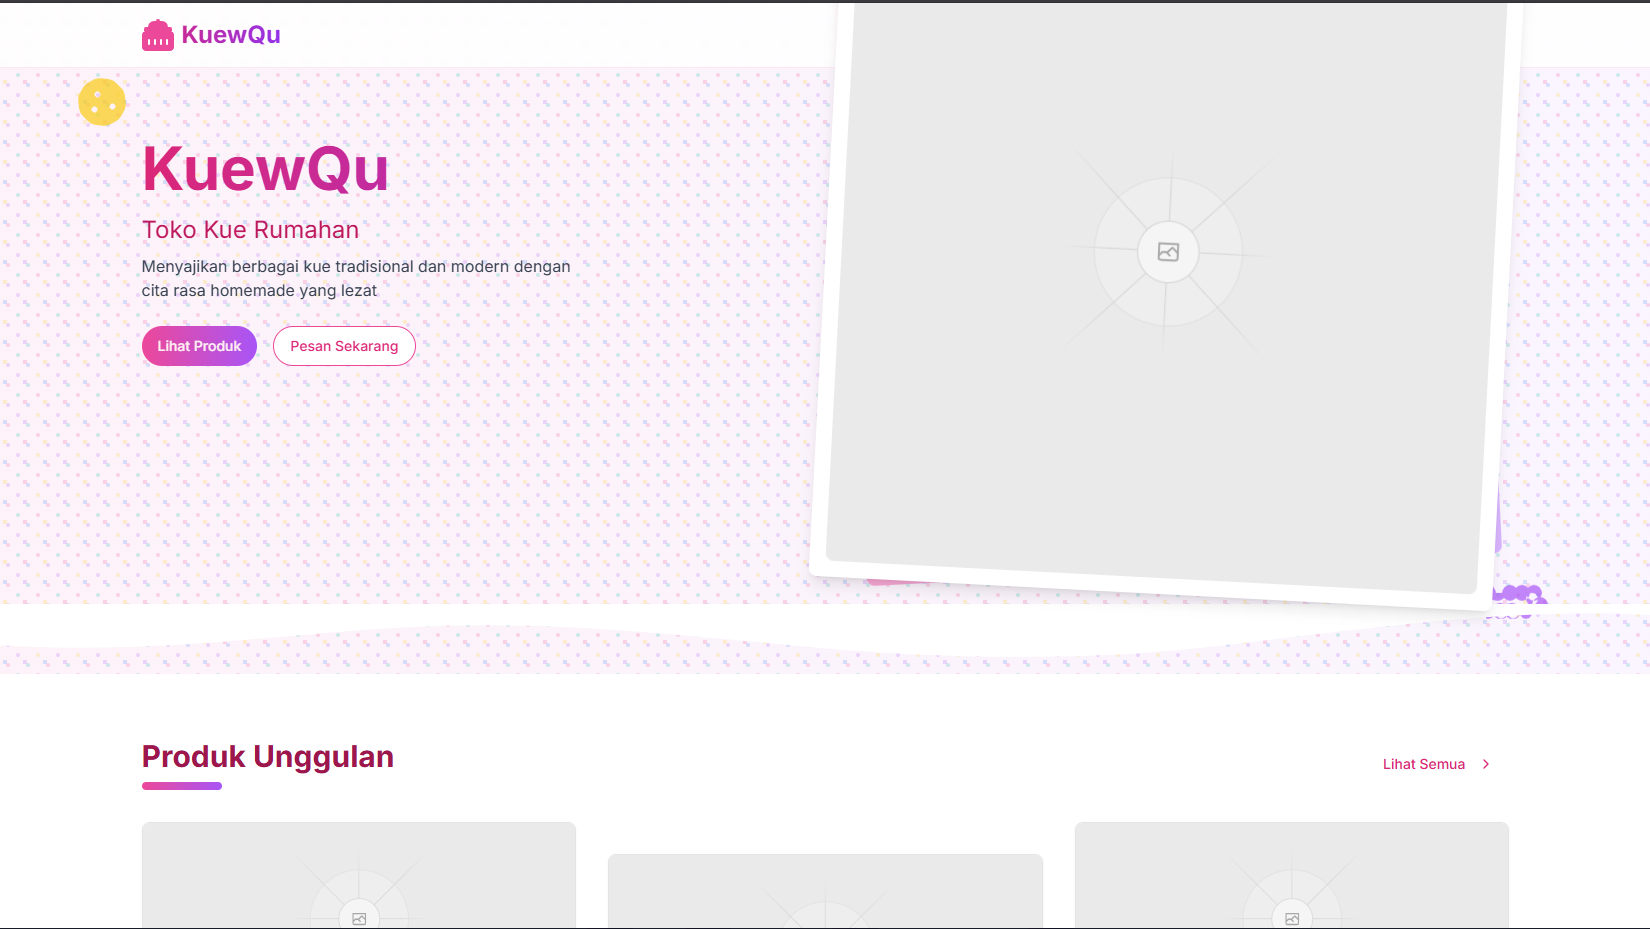 KuewQu
KuewQu
Toko Kue Rumahan
Menyajikan berbagai kue tradisional dan modern dengan
cita rasa homemade yang lezat
Lihat Produk
Pesan Sekarang
Produk Unggulan
Lihat Semua